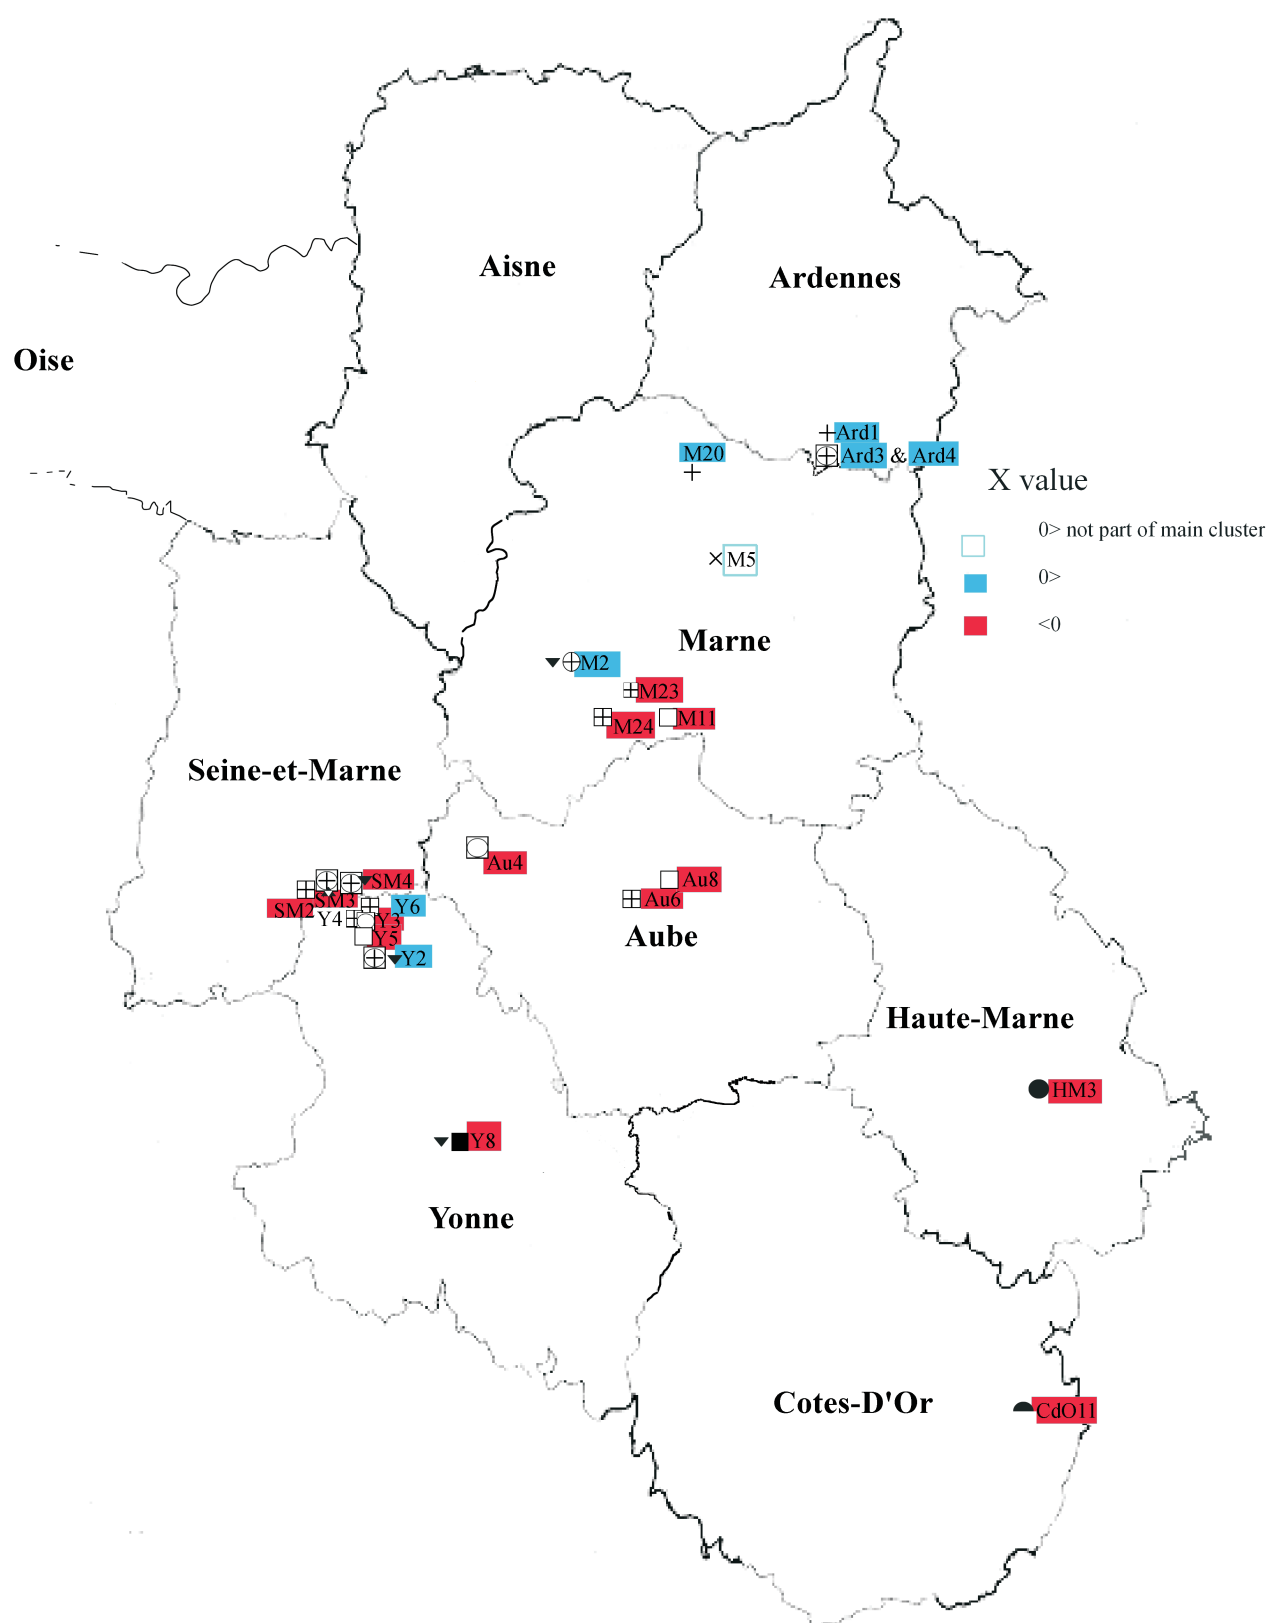 Aisne
Ardennes
Oise
Ard1
M20
Ard3 & Ard4
X value
0> not part of main cluster
M5
0>
<0
Marne
M2
M23
M24
M11
Seine-et-Marne
Au4
SM4
Au8
SM3
Au6
SM2
Y6
Y4
Y3
Y5
Aube
Y2
Haute-Marne
HM3
Y8
Yonne
Cotes-D'Or
CdO11